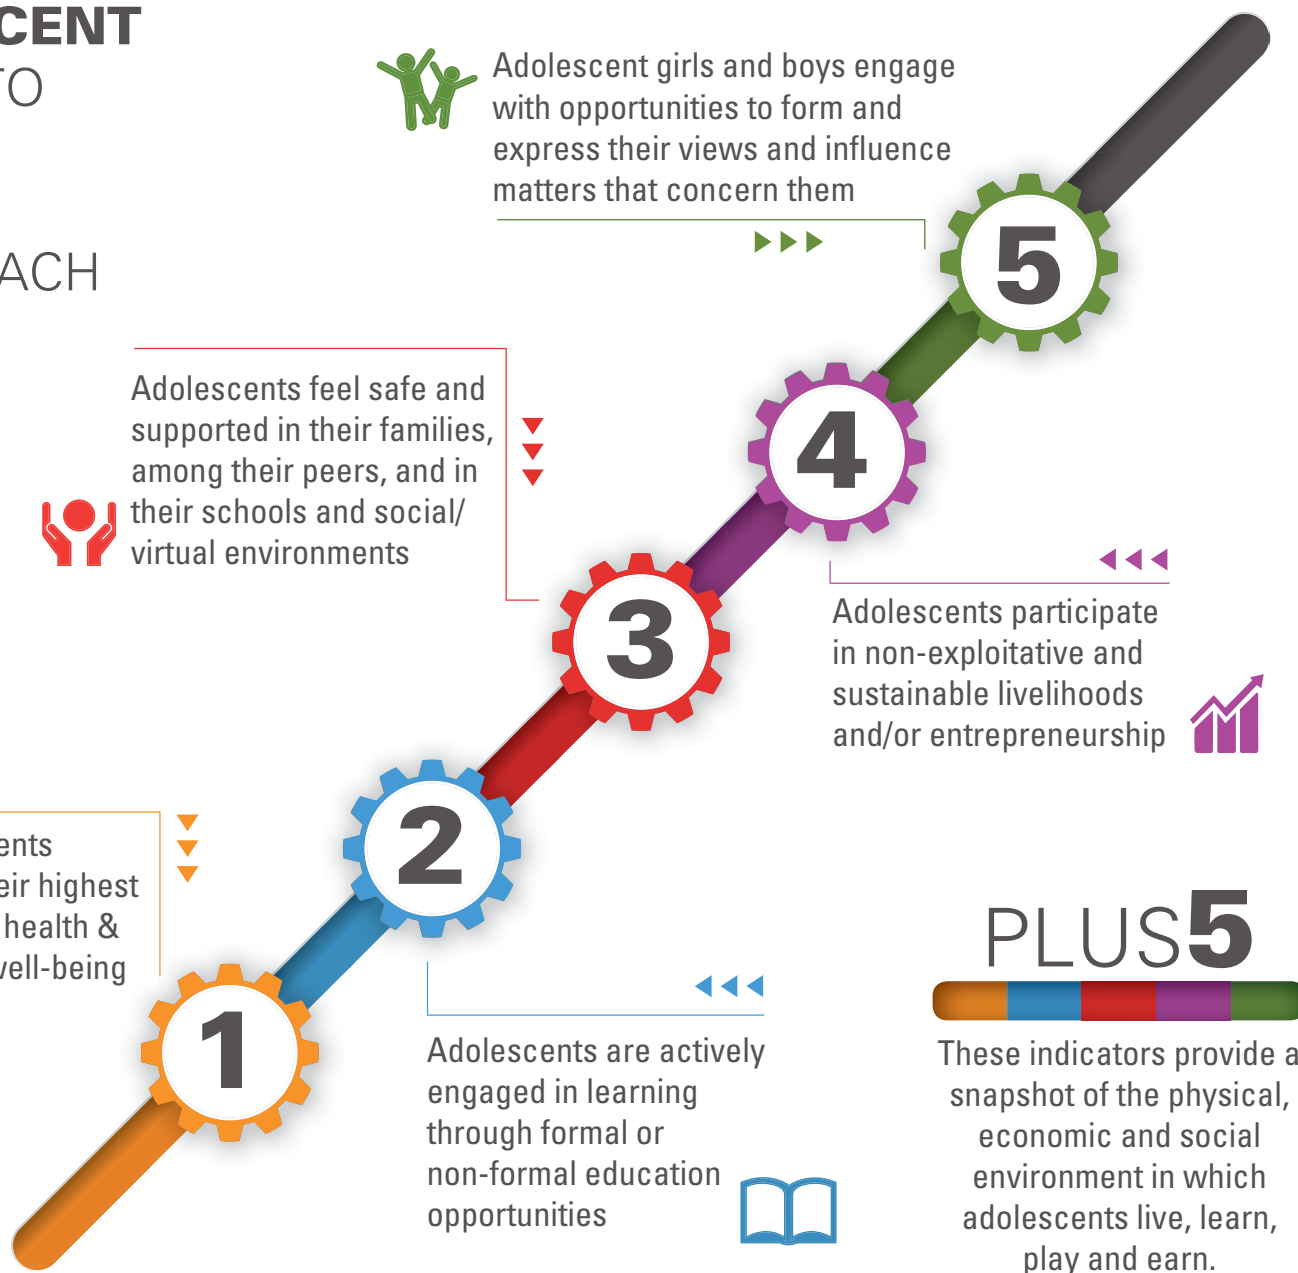 CENT
TO
ACH
Adolescent girls and boys engage
with opportunities to form and
express their views and influence
matters that concern them
5
Adolescents feel safe and
supported in their families,
among their peers, and in
their schools and social/
virtual environments
4
3
Adolescents participate
in non-exploitative and
sustainable livelihoods
and/or entrepreneurship
2
ents
eir highest
health &
well-being
1
Adolescents are actively
engaged in learning
through formal or
non-formal education
opportunities
PLUS5
These indicators provide a
snapshot of the physical,
economic and social
environment in which
adolescents live, learn,
play and earn.